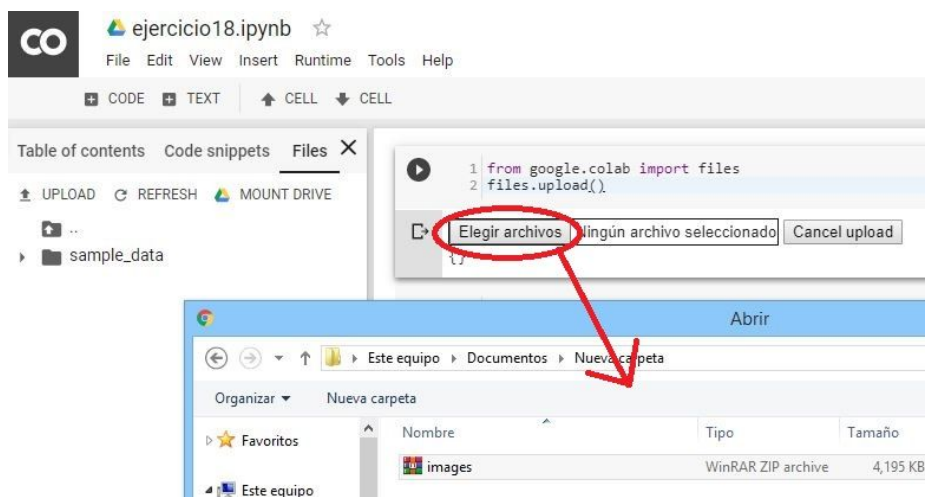 CO
ejercicio18.ipynb
File Edit View Insert Runtime Tools Help
CODE TEXT CELL CELL
Table of contents Code snippets Files
UPLOAD REFRESH MOUNT DRIVE
..
sample_data
1 from google.colab import files
2 files.upload()
Elegir archivos Ningún archivo seleccionado Cancel upload
{}
Abrir
Este equipo Documentos Nueva carpeta
Organizar Nueva carpeta
Favoritos
Este equipo
Nombre Tipo Tamaño
images WinRAR ZIP archive 4,195 KB